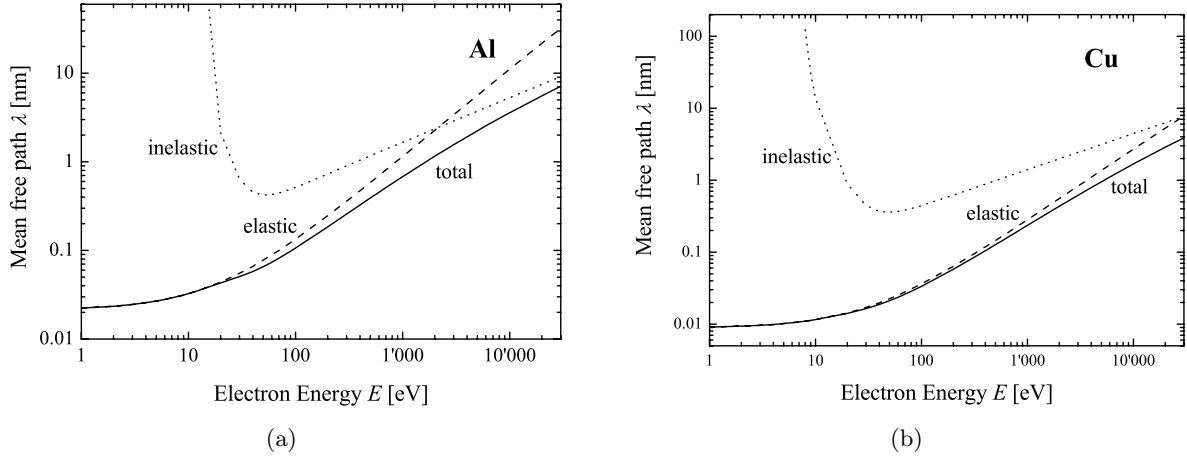 Al
Mean free path λ [nm]
10
1
0.1
0.01
inelastic
elastic
total
1 10 100 1'000 10'000
Electron Energy E [eV]
(a)
Cu
Mean free path λ [nm]
100
10
1
0.1
0.01
inelastic
elastic
total
1 10 100 1'000 10'000
Electron Energy E [eV]
(b)